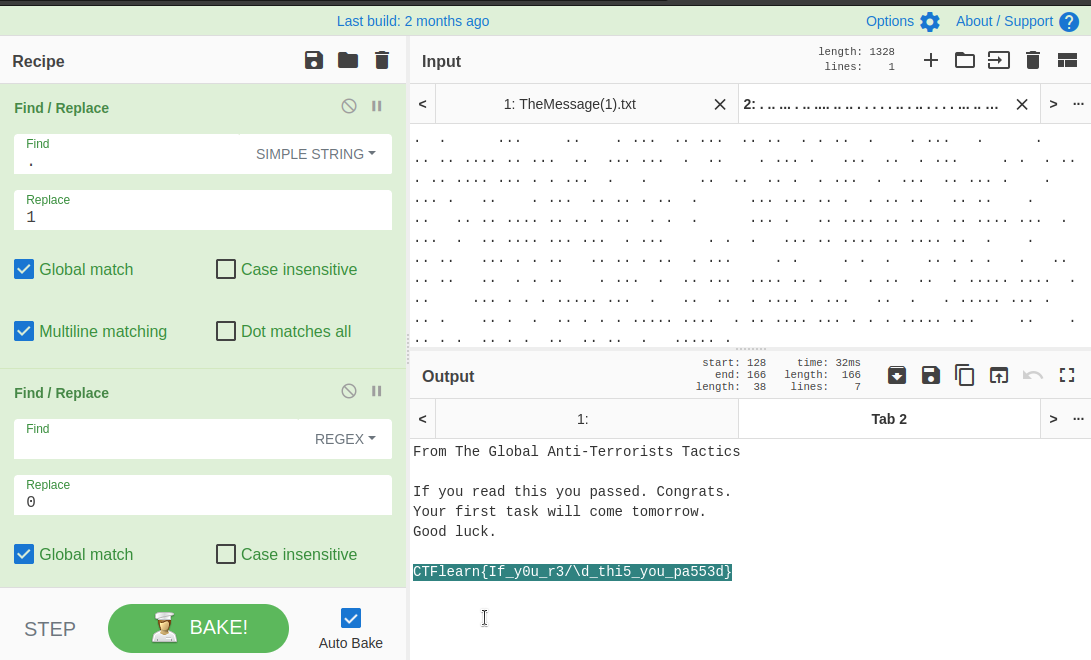 Last build: 2 months ago
Options
About / Support
Recipe
Input
length: 1328
lines: 1
Find / Replace
Find
.
SIMPLE STRING
Replace
1
Global match
Case insensitive
Multiline matching
Dot matches all
Find / Replace
Find
REGEX
Replace
0
Global match
Case insensitive
STEP
BAKE!
Auto Bake
1: TheMessage(1).txt
Output
start: 128
end: 166
length: 38
time: 32ms
length: 166
lines: 7
1:
Tab 2
From The Global Anti-Terrorists Tactics
If you read this you passed. Congrats.
Your first task will come tomorrow.
Good luck.
CTFlearn{If_y0u_r3/\d_thi5_you_pa553d}